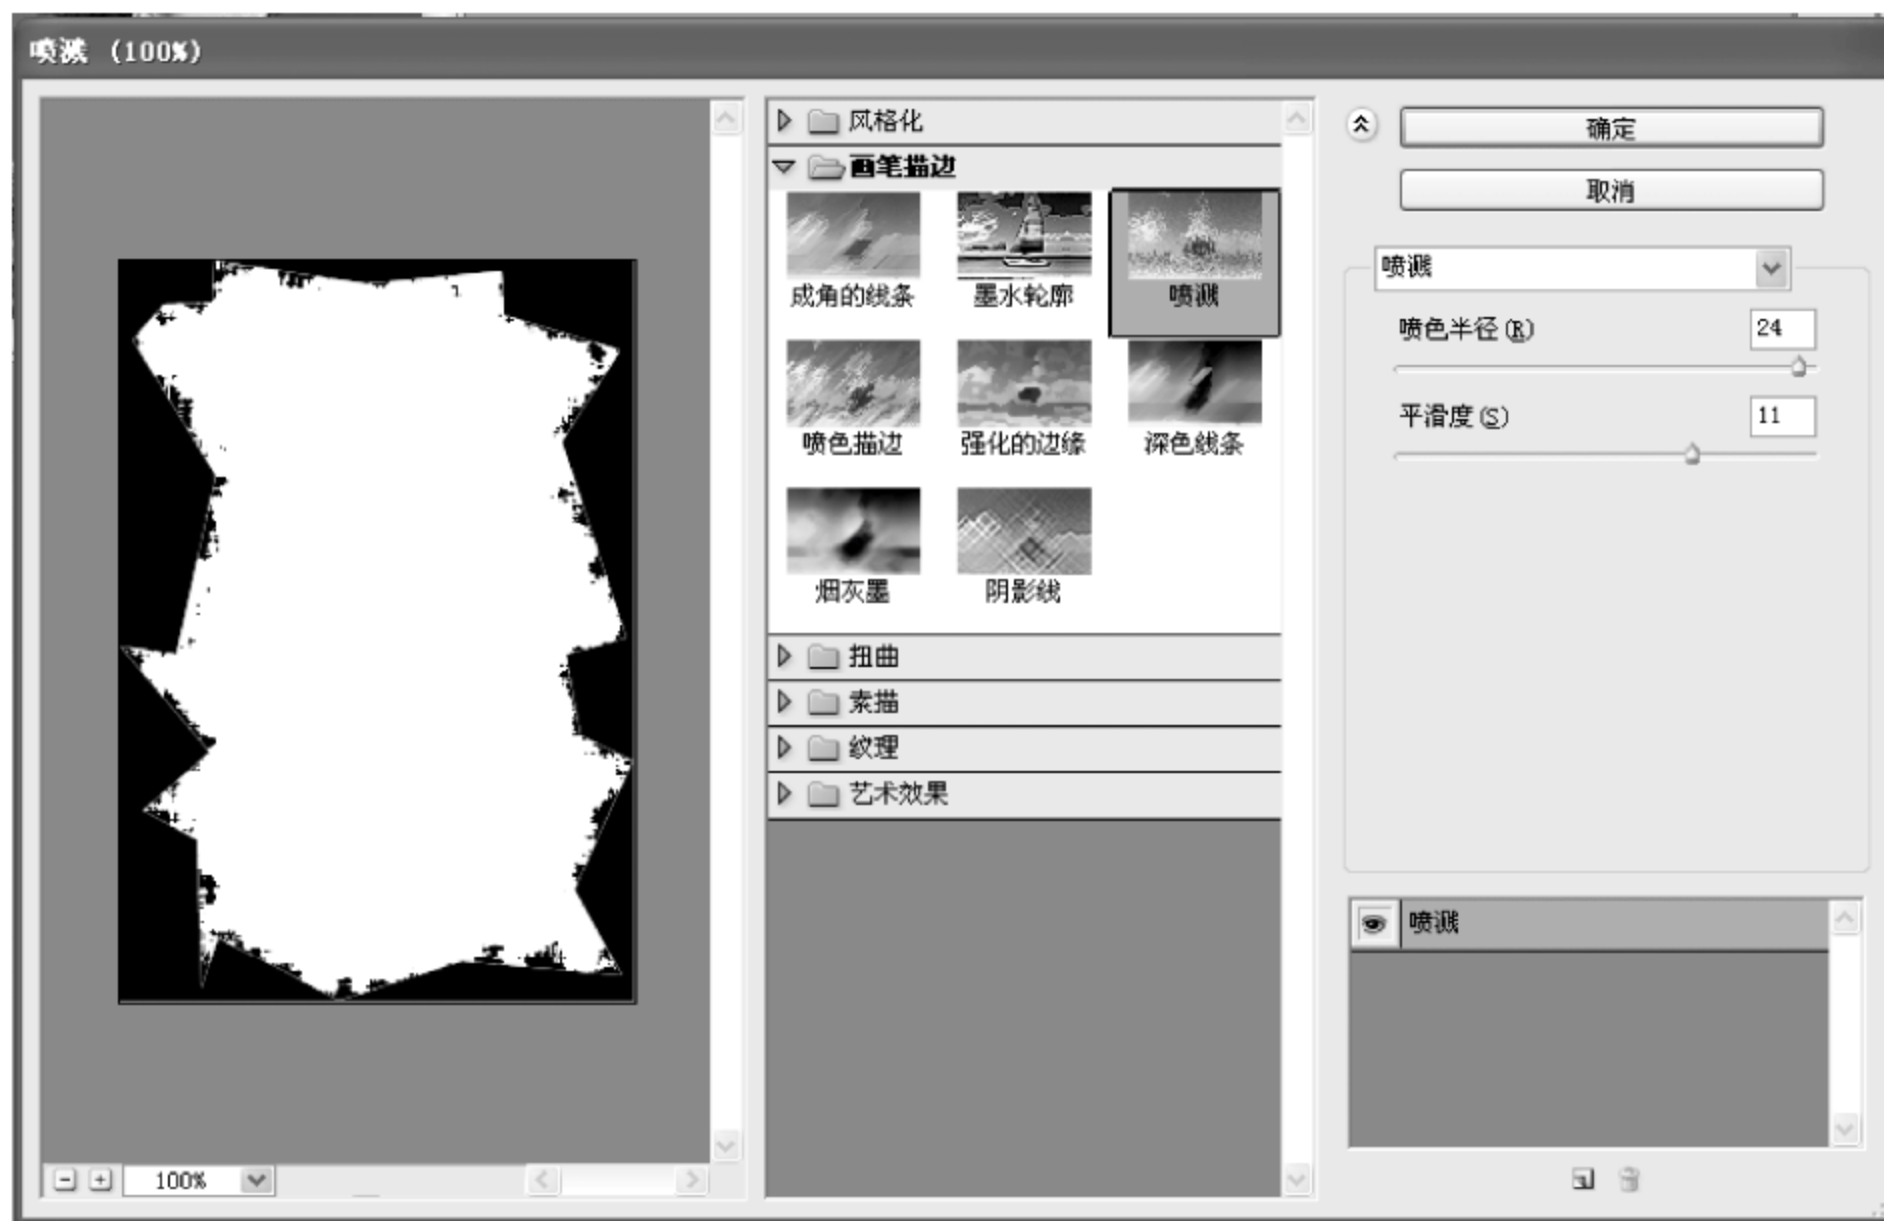 喷溅 (100%)
风格化
画笔描边
成角的线条
墨水轮廓
喷溅
喷色描边
强化的边缘
深色线条
烟灰墨
阴影线
扭曲
素描
纹理
艺术效果
100%
确定
取消
喷溅
喷色半径(R)
24
平滑度(S)
11
喷溅